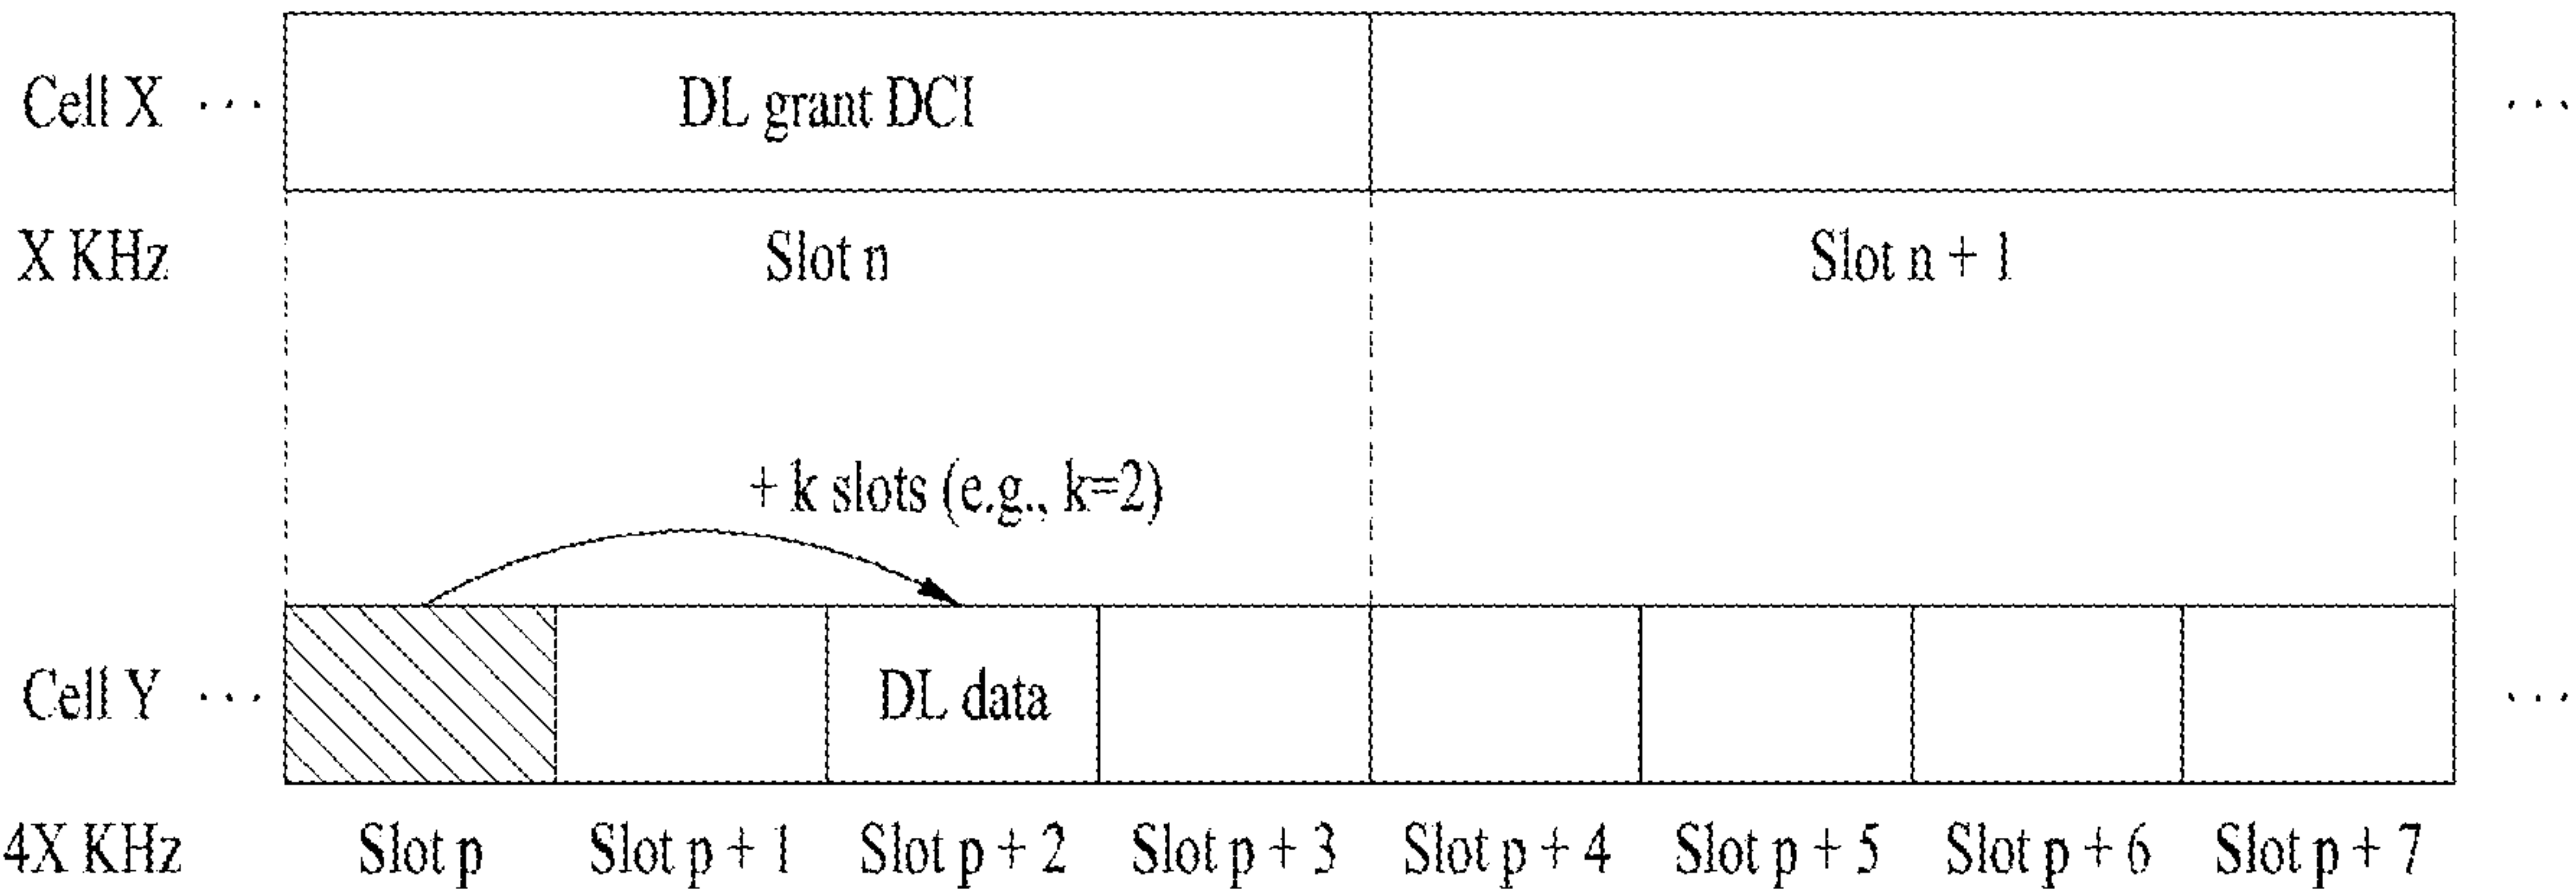 Cell X ... DL grant DCI ...
X KHz Slot n Slot n + 1
+ k slots (e.g., k=2)
Cell Y ... DL data ...
4X KHz Slot p Slot p + 1 Slot p + 2 Slot p + 3 Slot p + 4 Slot p + 5 Slot p + 6 Slot p + 7